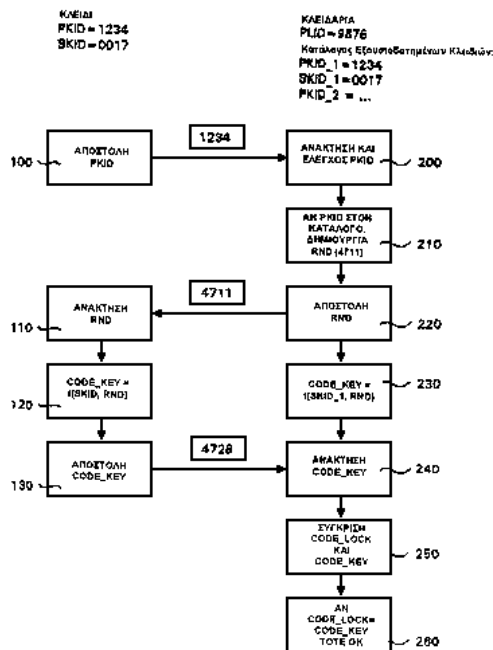 ΚΛΕΙΔΙ
PKID = 1234
SKID = 0017
ΚΛΕΙΔΑΡΙΑ
PLID = 9876
Κατάλογος Εξουσιοδοτημένων Κλειδιών:
PKID_1 = 1234
SKID_1 = 0017
PKID_2 = ...
100
ΑΠΟΣΤΟΛΗ
PKID
1234
ΑΝΑΚΤΗΣΗ ΚΑΙ
ΕΛΕΓΧΟΣ PKID
200
ΑΝ PKID ΣΤΟΝ
ΚΑΤΑΛΟΓΟ,
ΔΗΜΙΟΥΡΓΙΑ
RND (4711)
210
110
ΑΝΑΚΤΗΣΗ
RND
4711
ΑΠΟΣΤΟΛΗ
RND
220
120
CODE_KEY =
f(SKID, RND)
CODE_KEY =
f(SKID_1, RND)
230
130
ΑΠΟΣΤΟΛΗ
CODE_KEY
4728
ΑΝΑΚΤΗΣΗ
CODE_KEY
240
ΣΥΓΚΡΙΣΗ
CODE_LOCK
ΚΑΙ
CODE_KEY
250
ΑΝ
CODE_LOCK=
CODE_KEY
ΤΟΤΕ OK
260